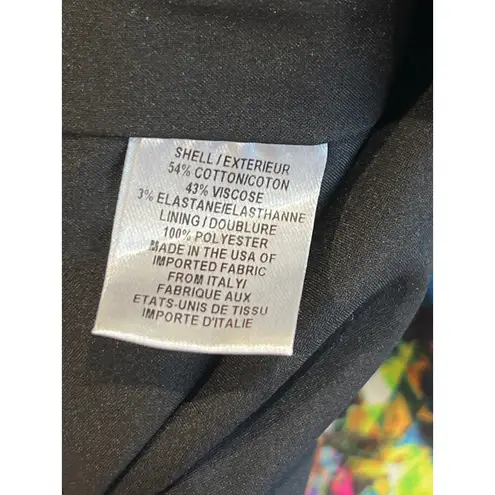 SHELL / EXTERIEUR
54% COTTON/COTON
43% VISCOSE
3% ELASTANE/ELASTHANNE
LINING / DOUBLURE
100% POLYESTER
MADE IN THE USA OF
IMPORTED FABRIC
FROM ITALYI
FABRIQUE AUX
ETATS-UNIS DE TISSU
IMPORTE D'ITALIE